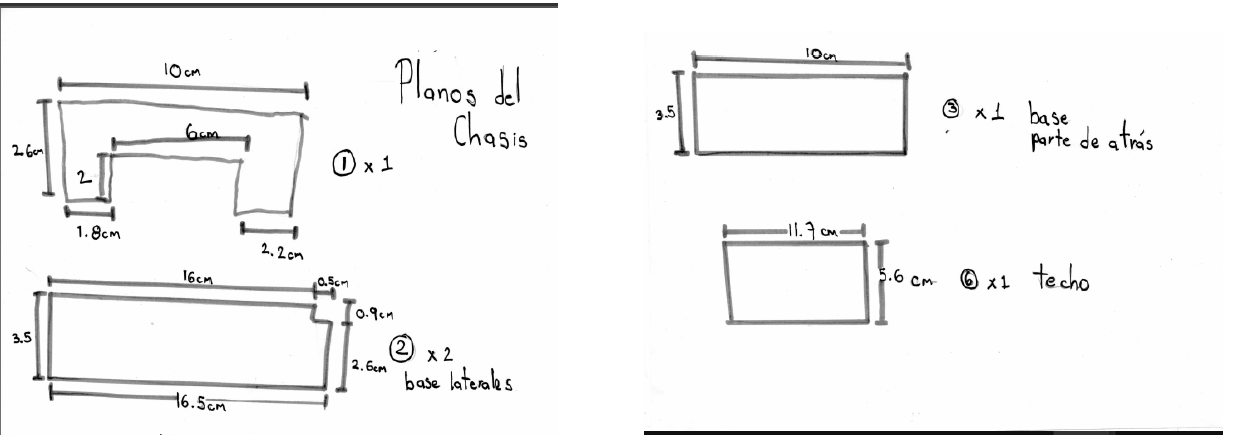 Planos del
Chasis
10cm
2.6cm
6cm
2
1.8cm
2.2cm
① x 1
16cm
0.5cm
3.5
0.9cm
2.6cm
16.5cm
② x 2
base laterales
10cm
3.5
③ x 1 base
parte de atrás
11.7 cm
5.6 cm
⑥ x 1 techo